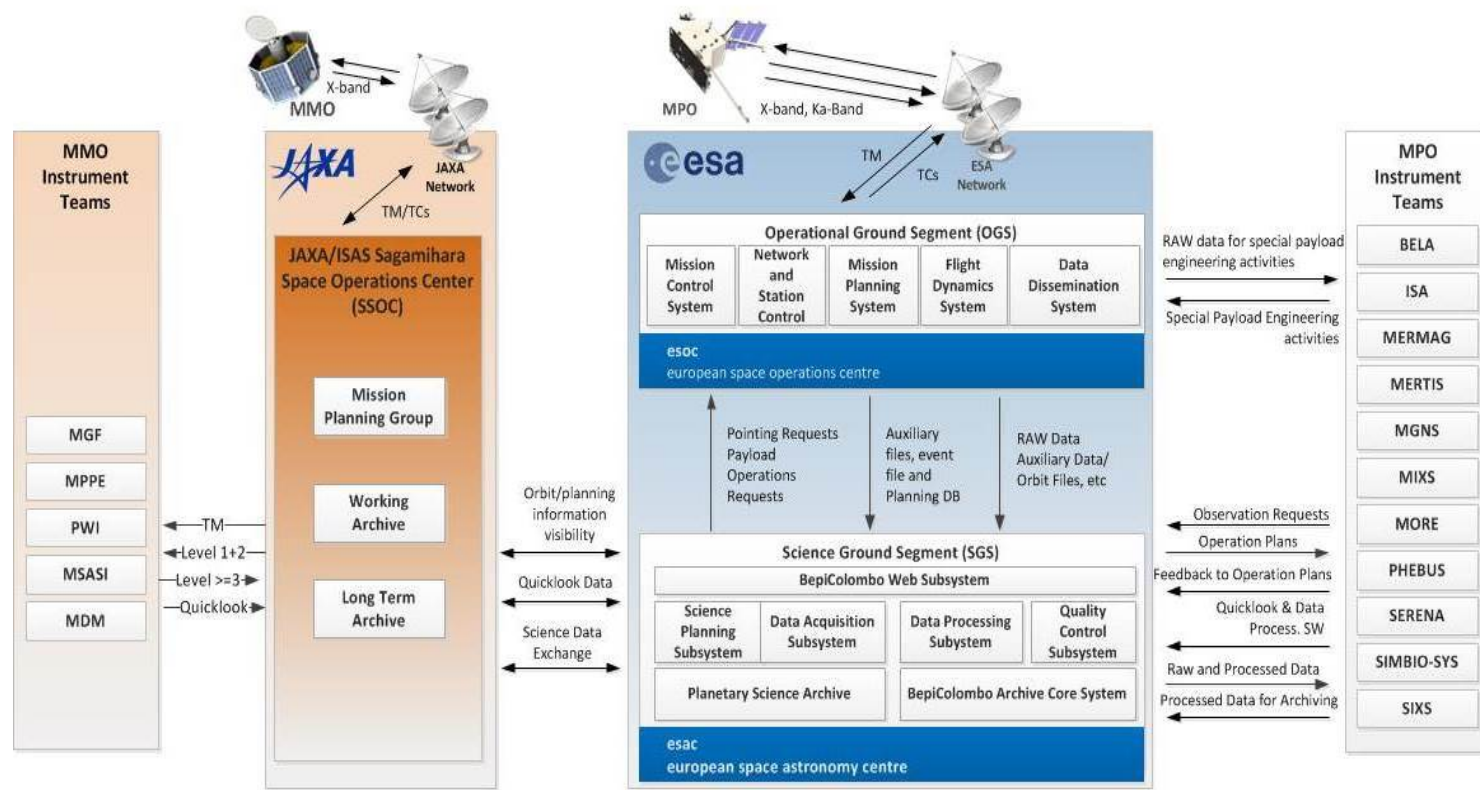 X-band
MMO
MPO
X-band, Ka-Band
MMO
Instrument
Teams
MGF
MPPE
PWI
MSASI
MDM
TM
Level 1+2
Level >=3
Quicklook
JAXA
JAXA
Network
TM/TCs
JAXA/ISAS Sagamihara
Space Operations Center
(SSOC)
Mission
Planning Group
Working
Archive
Long Term
Archive
Orbit/planning
information
visibility
Quicklook Data
Science Data
Exchange
esa
TM
TCs
ESA
Network
Operational Ground Segment (OGS)
Mission
Control
System
Network
and
Station
Control
Mission
Planning
System
Flight
Dynamics
System
Data
Dissemination
System
esoc
european space operations centre
Pointing Requests
Payload
Operations
Requests
Auxiliary
files, event
file and
Planning DB
RAW Data
Auxiliary Data/
Orbit Files, etc
Science Ground Segment (SGS)
BepiColombo Web Subsystem
Science
Planning
Subsystem
Data Acquisition
Subsystem
Data Processing
Subystem
Quality
Control
Subsystem
Planetary Science Archive
BepiColombo Archive Core System
esac
european space astronomy centre
RAW data for special payload
engineering activities
Special Payload Engineering
activities
Observation Requests
Operation Plans
Feedback to Operation Plans
Quicklook & Data
Process. SW
Raw and Processed Data
Processed Data for Archiving
MPO
Instrument
Teams
BELA
ISA
MERMAG
MERTIS
MGNS
MIXS
MORE
PHEBUS
SERENA
SIMBIO-SYS
SIXS